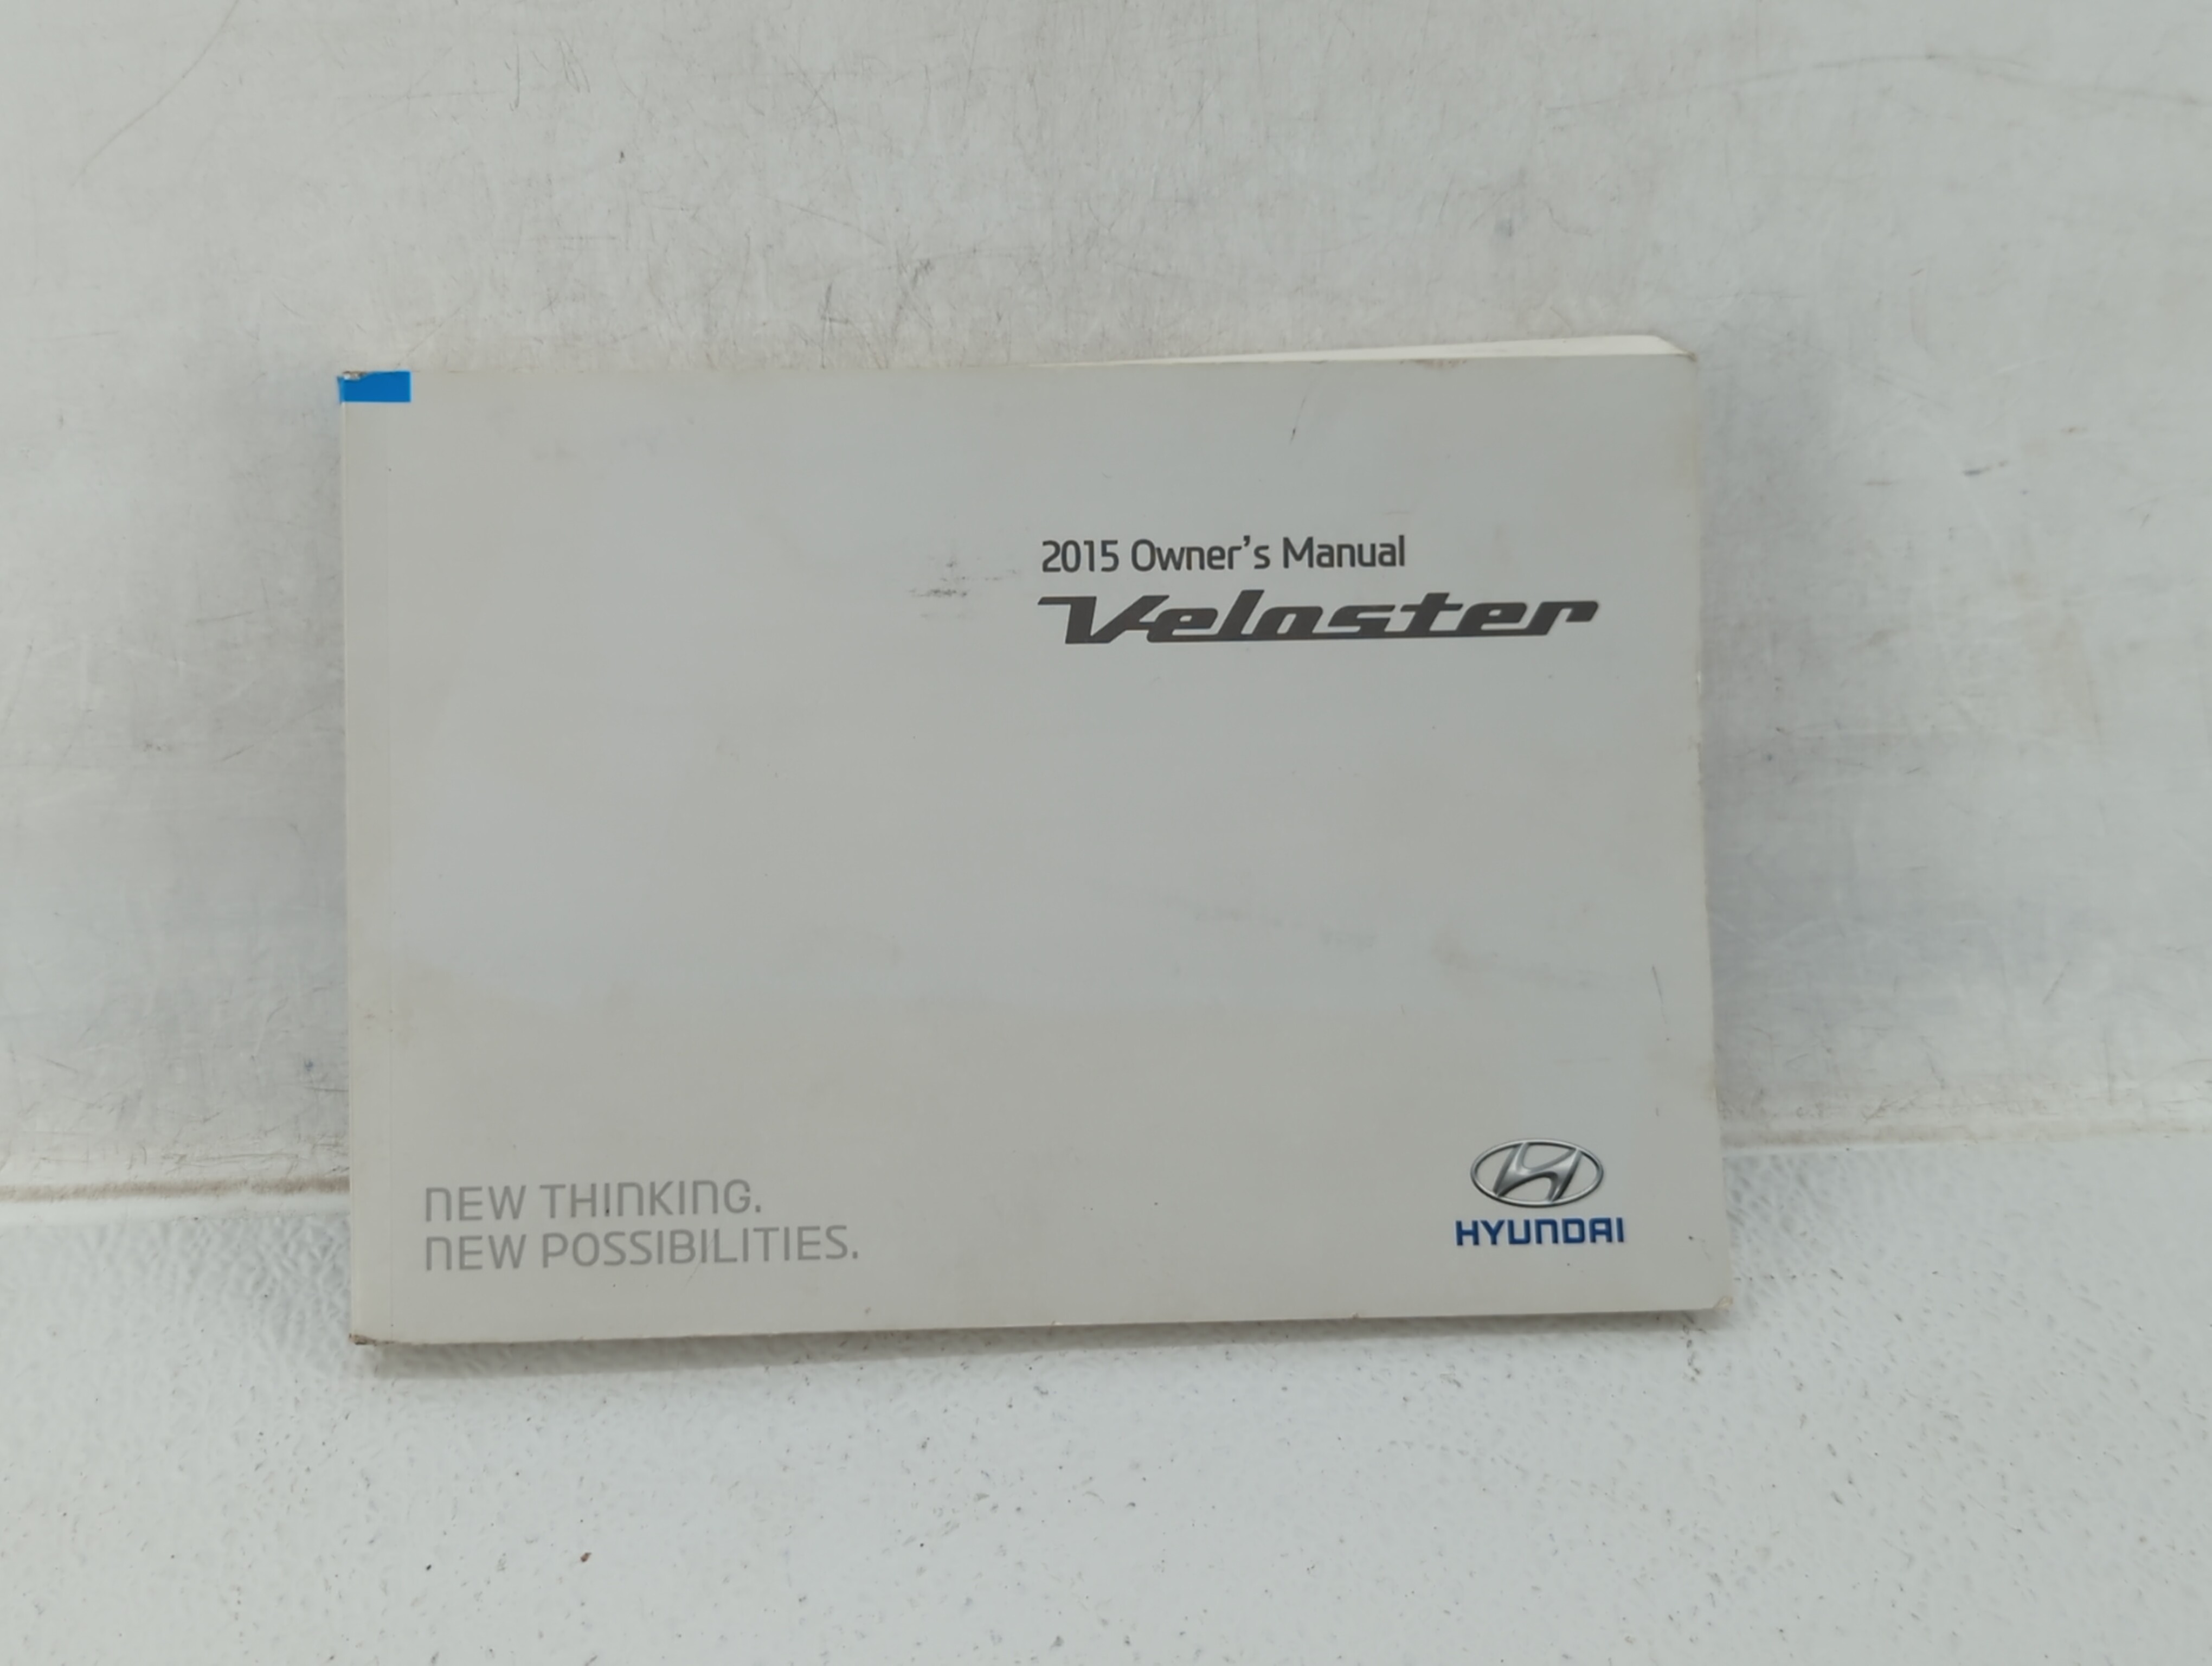 2015 Owner's Manual
Veloster
NEW THINKING.
NEW POSSIBILITIES.
HYUNDAI